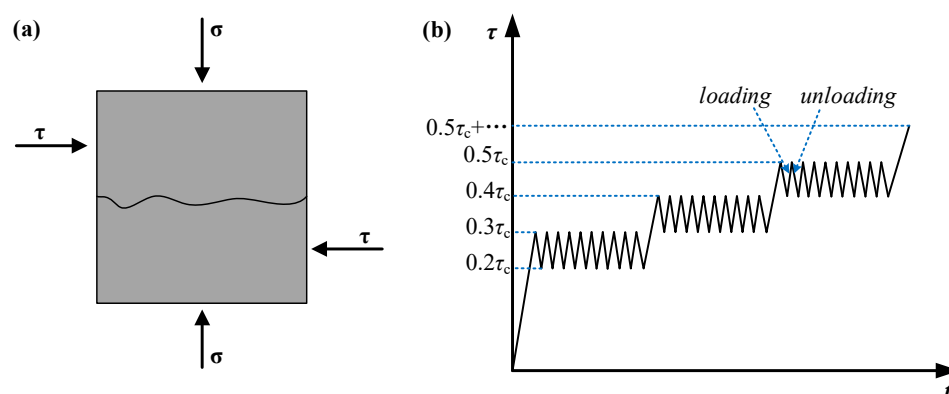 (a)
σ
τ
τ
σ
(b)
τ
loading unloading
0.5τc+···
0.5τc
0.4τc
0.3τc
0.2τc
t